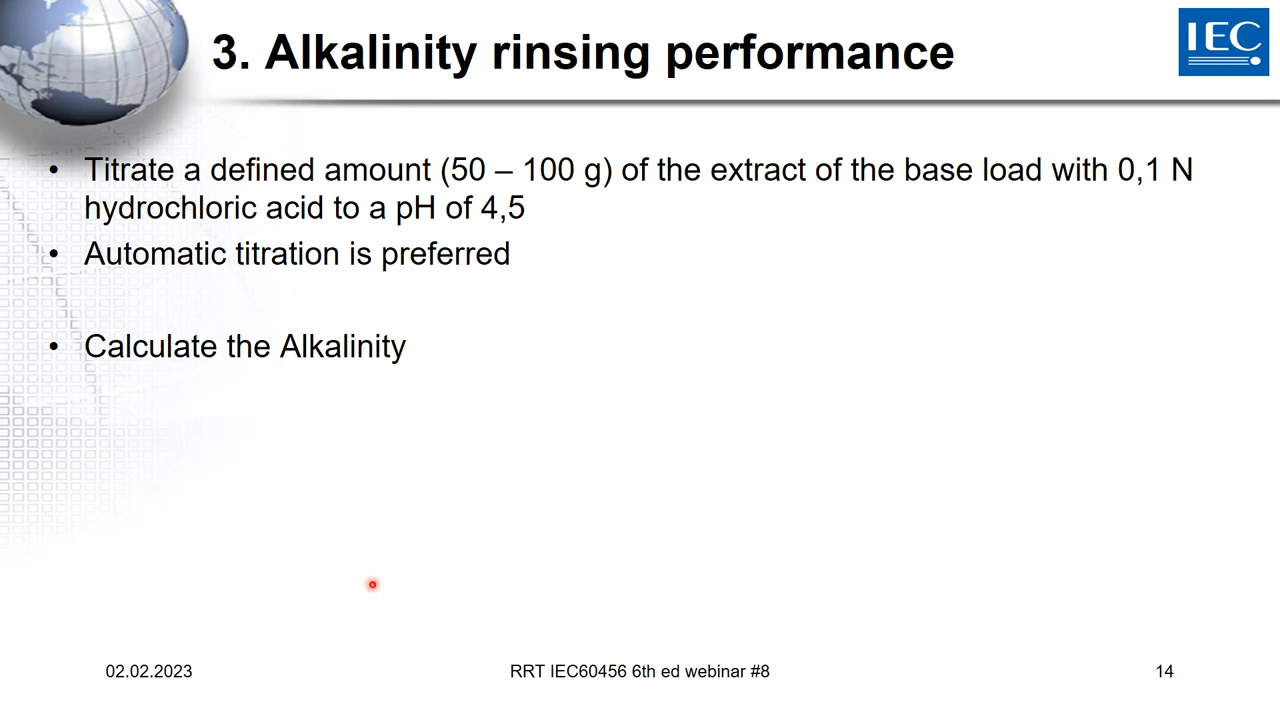 3. Alkalinity rinsing performance
IEC
• Titrate a defined amount (50 – 100 g) of the extract of the base load with 0,1 N
hydrochloric acid to a pH of 4,5
• Automatic titration is preferred
• Calculate the Alkalinity
02.02.2023
RRT IEC60456 6th ed webinar #8
14